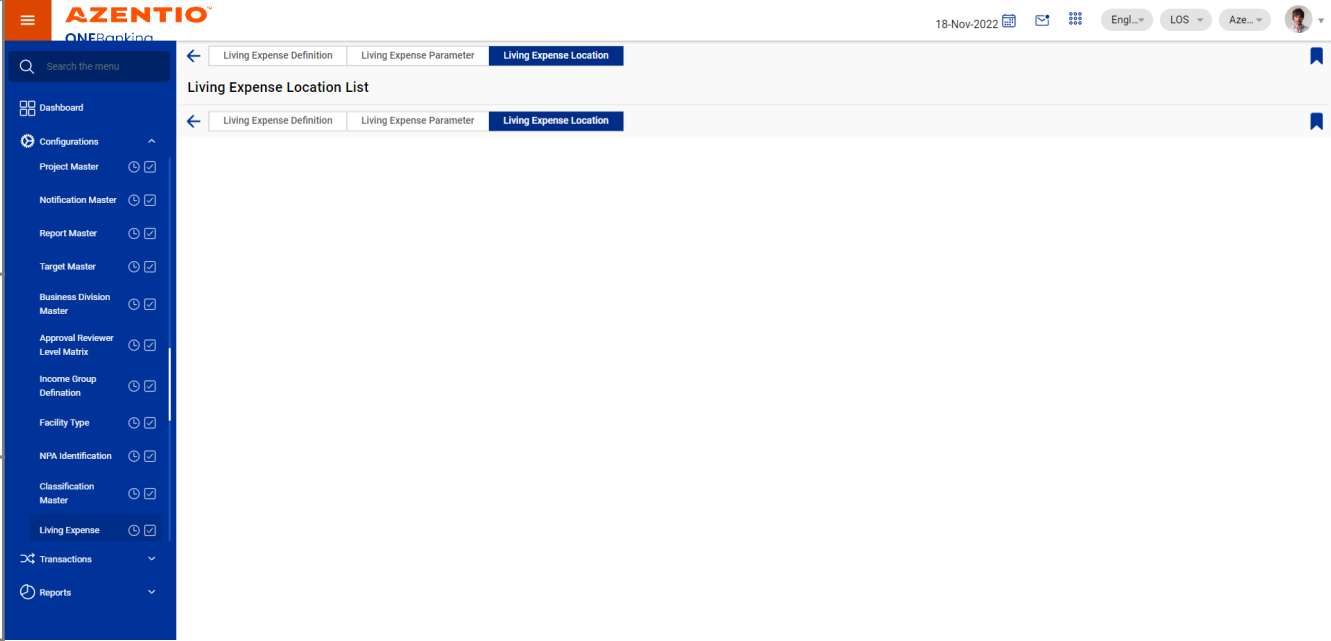 AZENTIO
ONEBanking
18-Nov-2022
Engl...
LOS
Aze...
Search the menu
Dashboard
Configurations
Project Master
Notification Master
Report Master
Target Master
Business Division
Master
Approval Reviewer
Level Matrix
Income Group
Defination
Facility Type
NPA Identification
Classification
Master
Living Expense
Transactions
Reports
Living Expense Definition
Living Expense Parameter
Living Expense Location
Living Expense Location List
Living Expense Definition
Living Expense Parameter
Living Expense Location